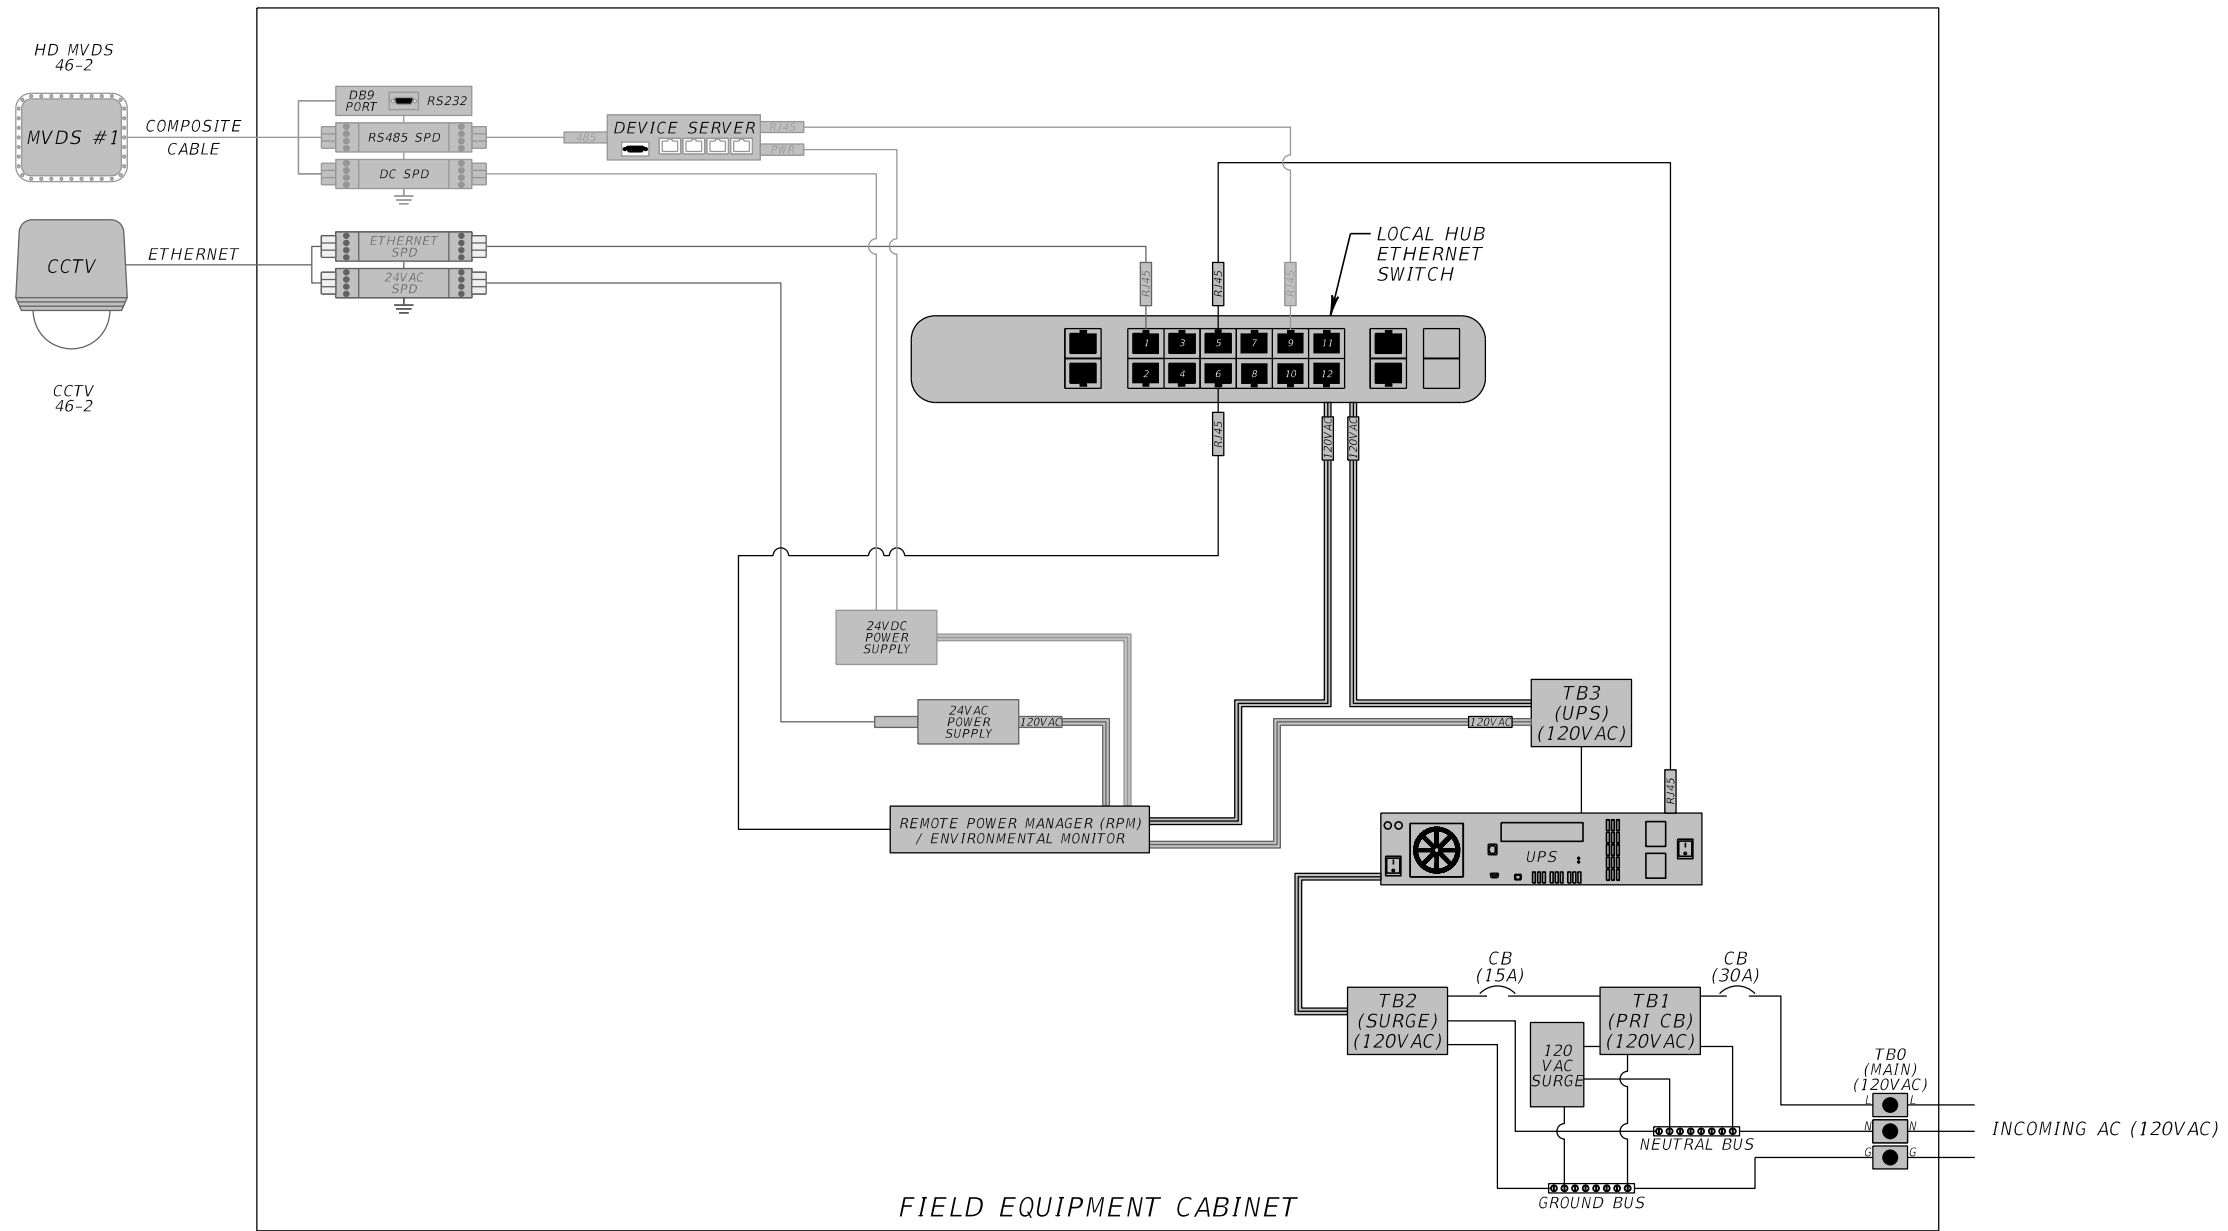 HD MVDS
46-2
MVDS #1
COMPOSITE
CABLE
DB9
PORT
RS232
RS485 SPD
DC SPD
485
DEVICE SERVER
RJ45
PWR
CCTV
ETHERNET
ETHERNET
SPD
24VAC
SPD
CCTV
46-2
LOCAL HUB
ETHERNET
SWITCH
RJ45
RJ45
RJ45
1
3
5
7
9
11
2
4
6
8
10
12
RJ45
120VAC
120VAC
24VDC
POWER
SUPPLY
24VAC
POWER
SUPPLY
120VAC
120VAC
TB3
(UPS)
(120VAC)
RJ45
REMOTE POWER MANAGER (RPM)
/ ENVIRONMENTAL MONITOR
UPS
CB
(15A)
CB
(30A)
TB2
(SURGE)
(120VAC)
TB1
(PRI CB)
(120VAC)
120
VAC
SURGE
TB0
(MAIN)
(120VAC)
L
L
N
N
G
G
INCOMING AC (120VAC)
NEUTRAL BUS
GROUND BUS
FIELD EQUIPMENT CABINET